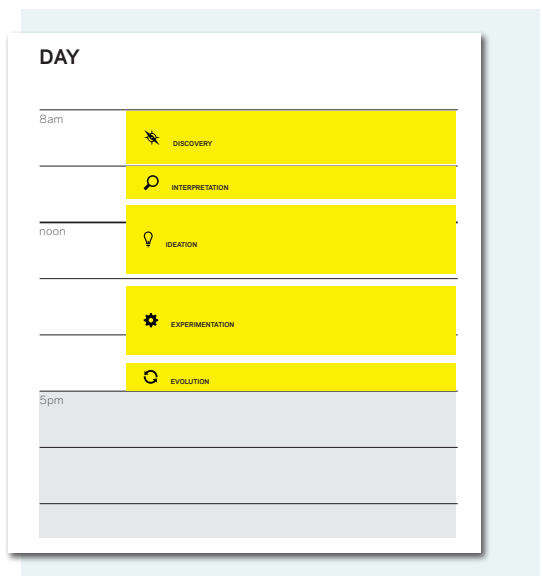 DAY
8am
DISCOVERY
INTERPRETATION
noon
IDEATION
EXPERIMENTATION
EVOLUTION
5pm